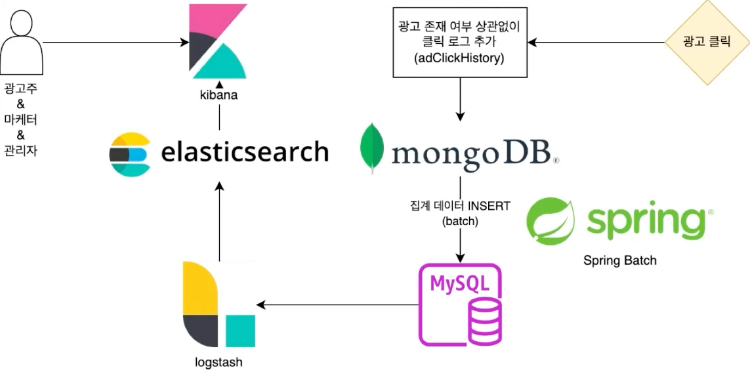 광고 존재 여부 상관없이
클릭 로그 추가
(adClickHistory)
광고 클릭
kibana
광고주
&
마케터
&
관리자
elasticsearch
mongoDB®
집계 데이터 INSERT
(batch)
spring®
Spring Batch
MySQL
logstash